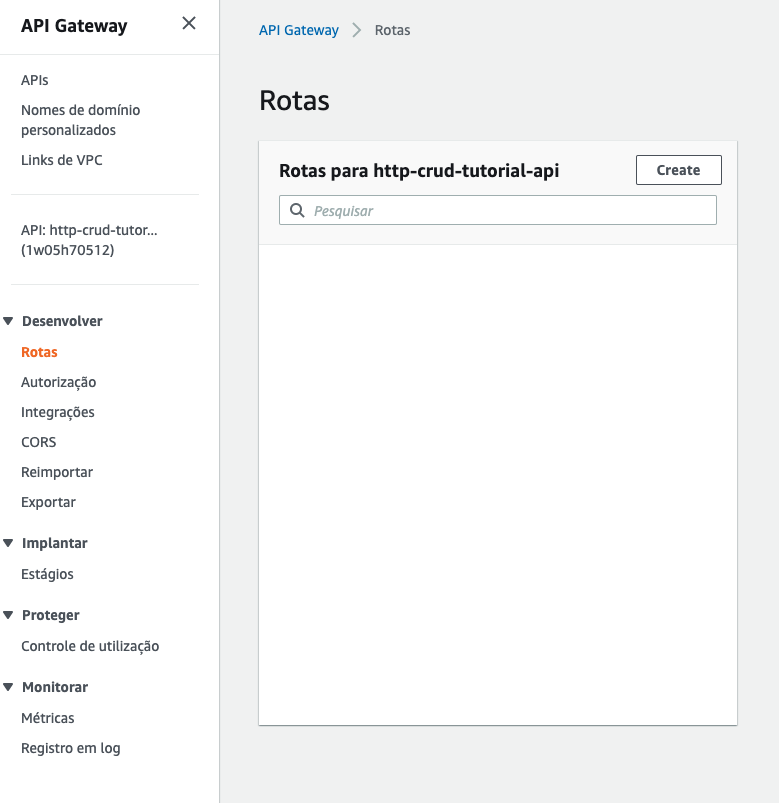 API Gateway
API Gateway
Rotas
APIs
Nomes de domínio
personalizados
Links de VPC
API: http-crud-tutor...
(1w05h70512)
Desenvolver
Rotas
Autorização
Integrações
CORS
Reimportar
Exportar
Implantar
Estágios
Proteger
Controle de utilização
Monitorar
Métricas
Registro em log
Rotas
Rotas para http-crud-tutorial-api
Create
Pesquisar